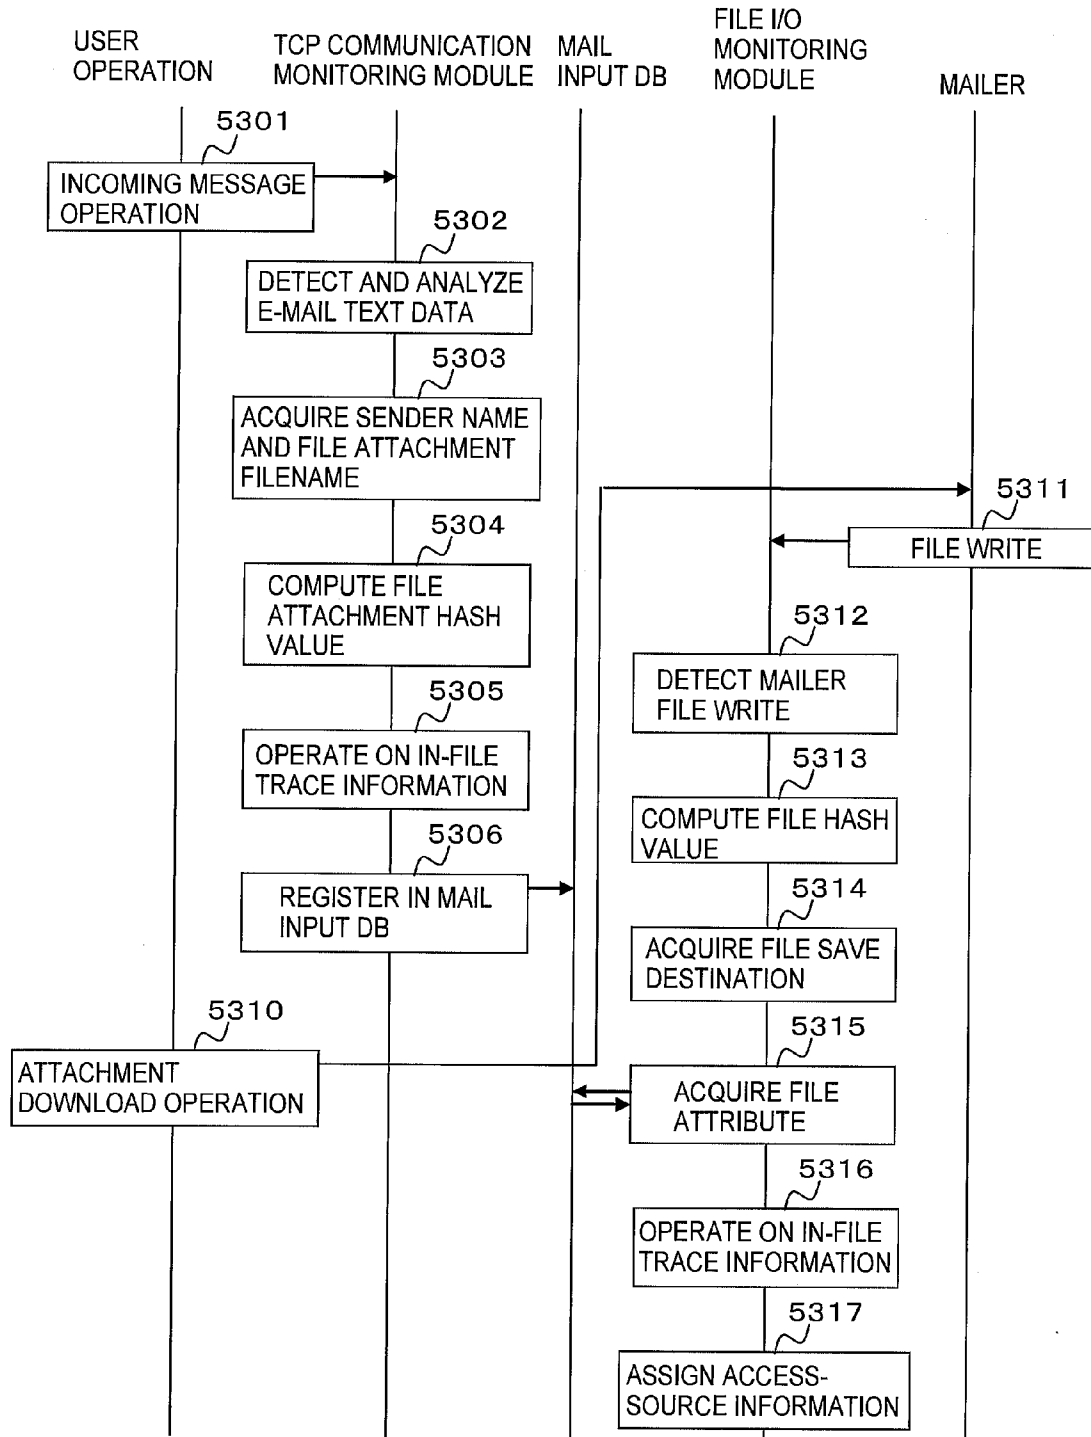 USER
OPERATION
TCP COMMUNICATION
MONITORING MODULE
MAIL
INPUT DB
FILE I/O
MONITORING
MODULE
MAILER
5301
INCOMING MESSAGE
OPERATION
5302
DETECT AND ANALYZE
E-MAIL TEXT DATA
5303
ACQUIRE SENDER NAME
AND FILE ATTACHMENT
FILENAME
5304
COMPUTE FILE
ATTACHMENT HASH
VALUE
5305
OPERATE ON IN-FILE
TRACE INFORMATION
5306
REGISTER IN MAIL
INPUT DB
5310
ATTACHMENT
DOWNLOAD OPERATION
5311
FILE WRITE
5312
DETECT MAILER
FILE WRITE
5313
COMPUTE FILE HASH
VALUE
5314
ACQUIRE FILE SAVE
DESTINATION
5315
ACQUIRE FILE
ATTRIBUTE
5316
OPERATE ON IN-FILE
TRACE INFORMATION
5317
ASSIGN ACCESS-
SOURCE INFORMATION